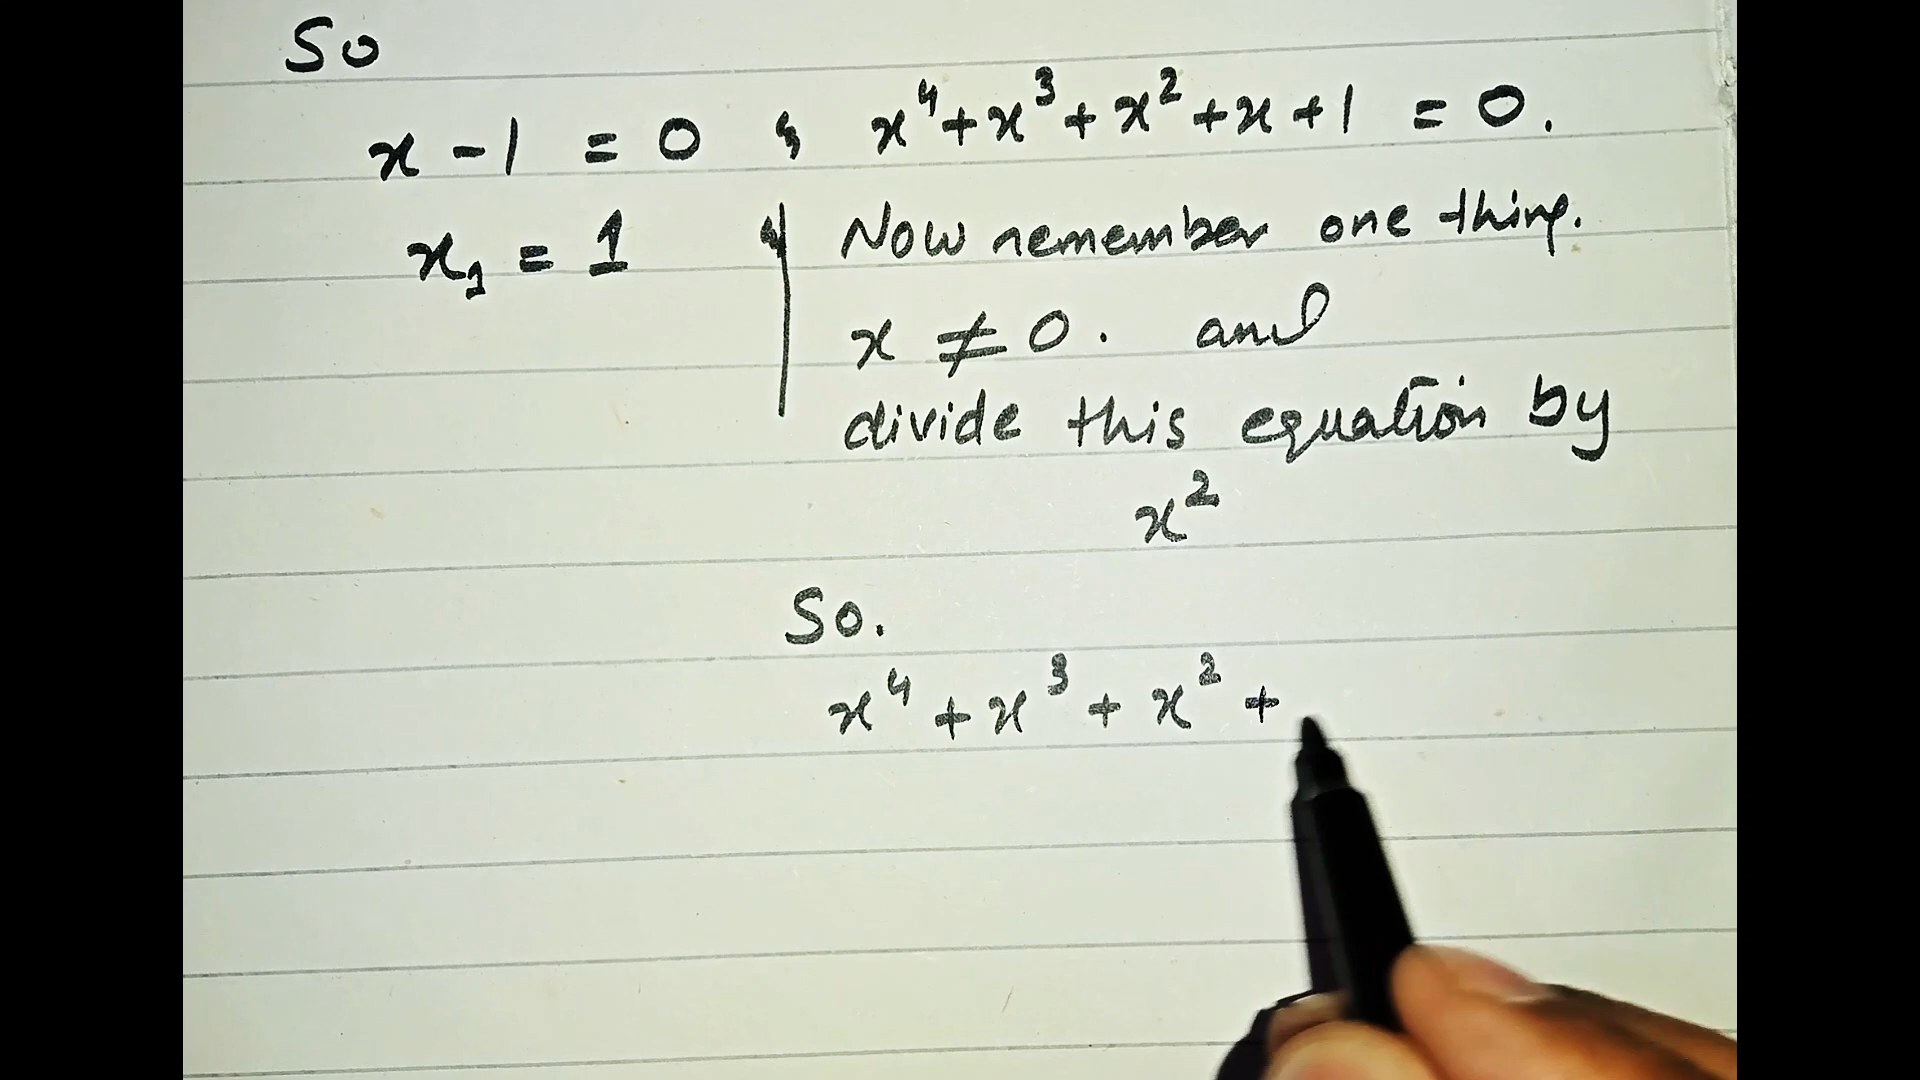 So
x - 1 = 0 & x⁴ + x³ + x² + x + 1 = 0.
x₁ = 1 & Now remember one thing.
x ≠ 0. and
divide this equation by
x²
So.
x⁴ + x³ + x² +